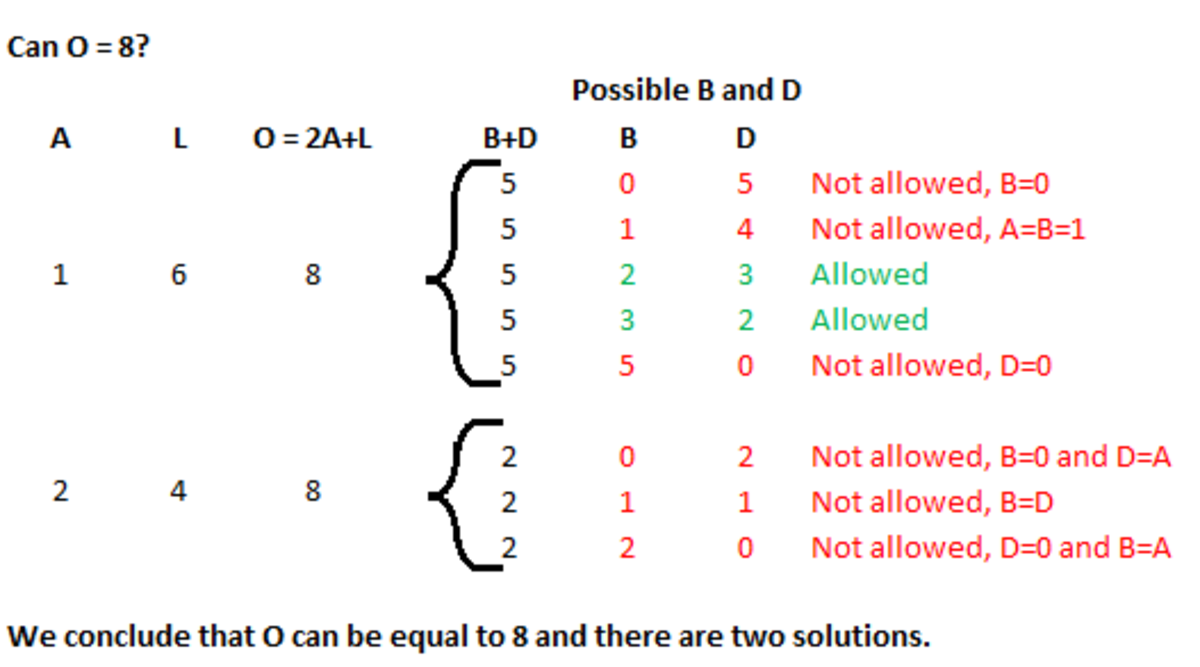 Can O = 8?
Possible B and D
A L O = 2A+L B+D B D
5 0 5 Not allowed, B=0
5 1 4 Not allowed, A=B=1
1 6 8 5 2 3 Allowed
5 3 2 Allowed
5 5 0 Not allowed, D=0
2 0 2 Not allowed, B=0 and D=A
2 4 8 2 1 1 Not allowed, B=D
2 2 0 Not allowed, D=0 and B=A
We conclude that O can be equal to 8 and there are two solutions.